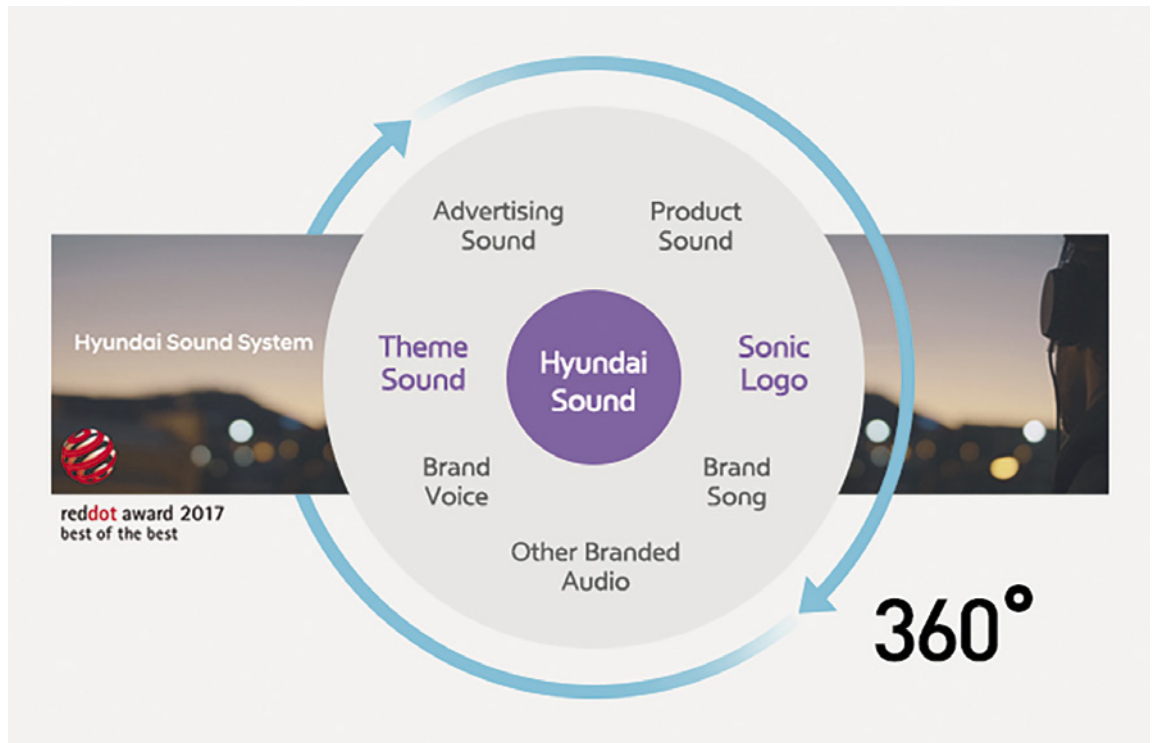 Advertising
Sound
Product
Sound
Hyundai Sound System
Theme
Sound
Hyundai
Sound
Sonic
Logo
Brand
Voice
Brand
Song
reddot award 2017
best of the best
Other Branded
Audio
360°